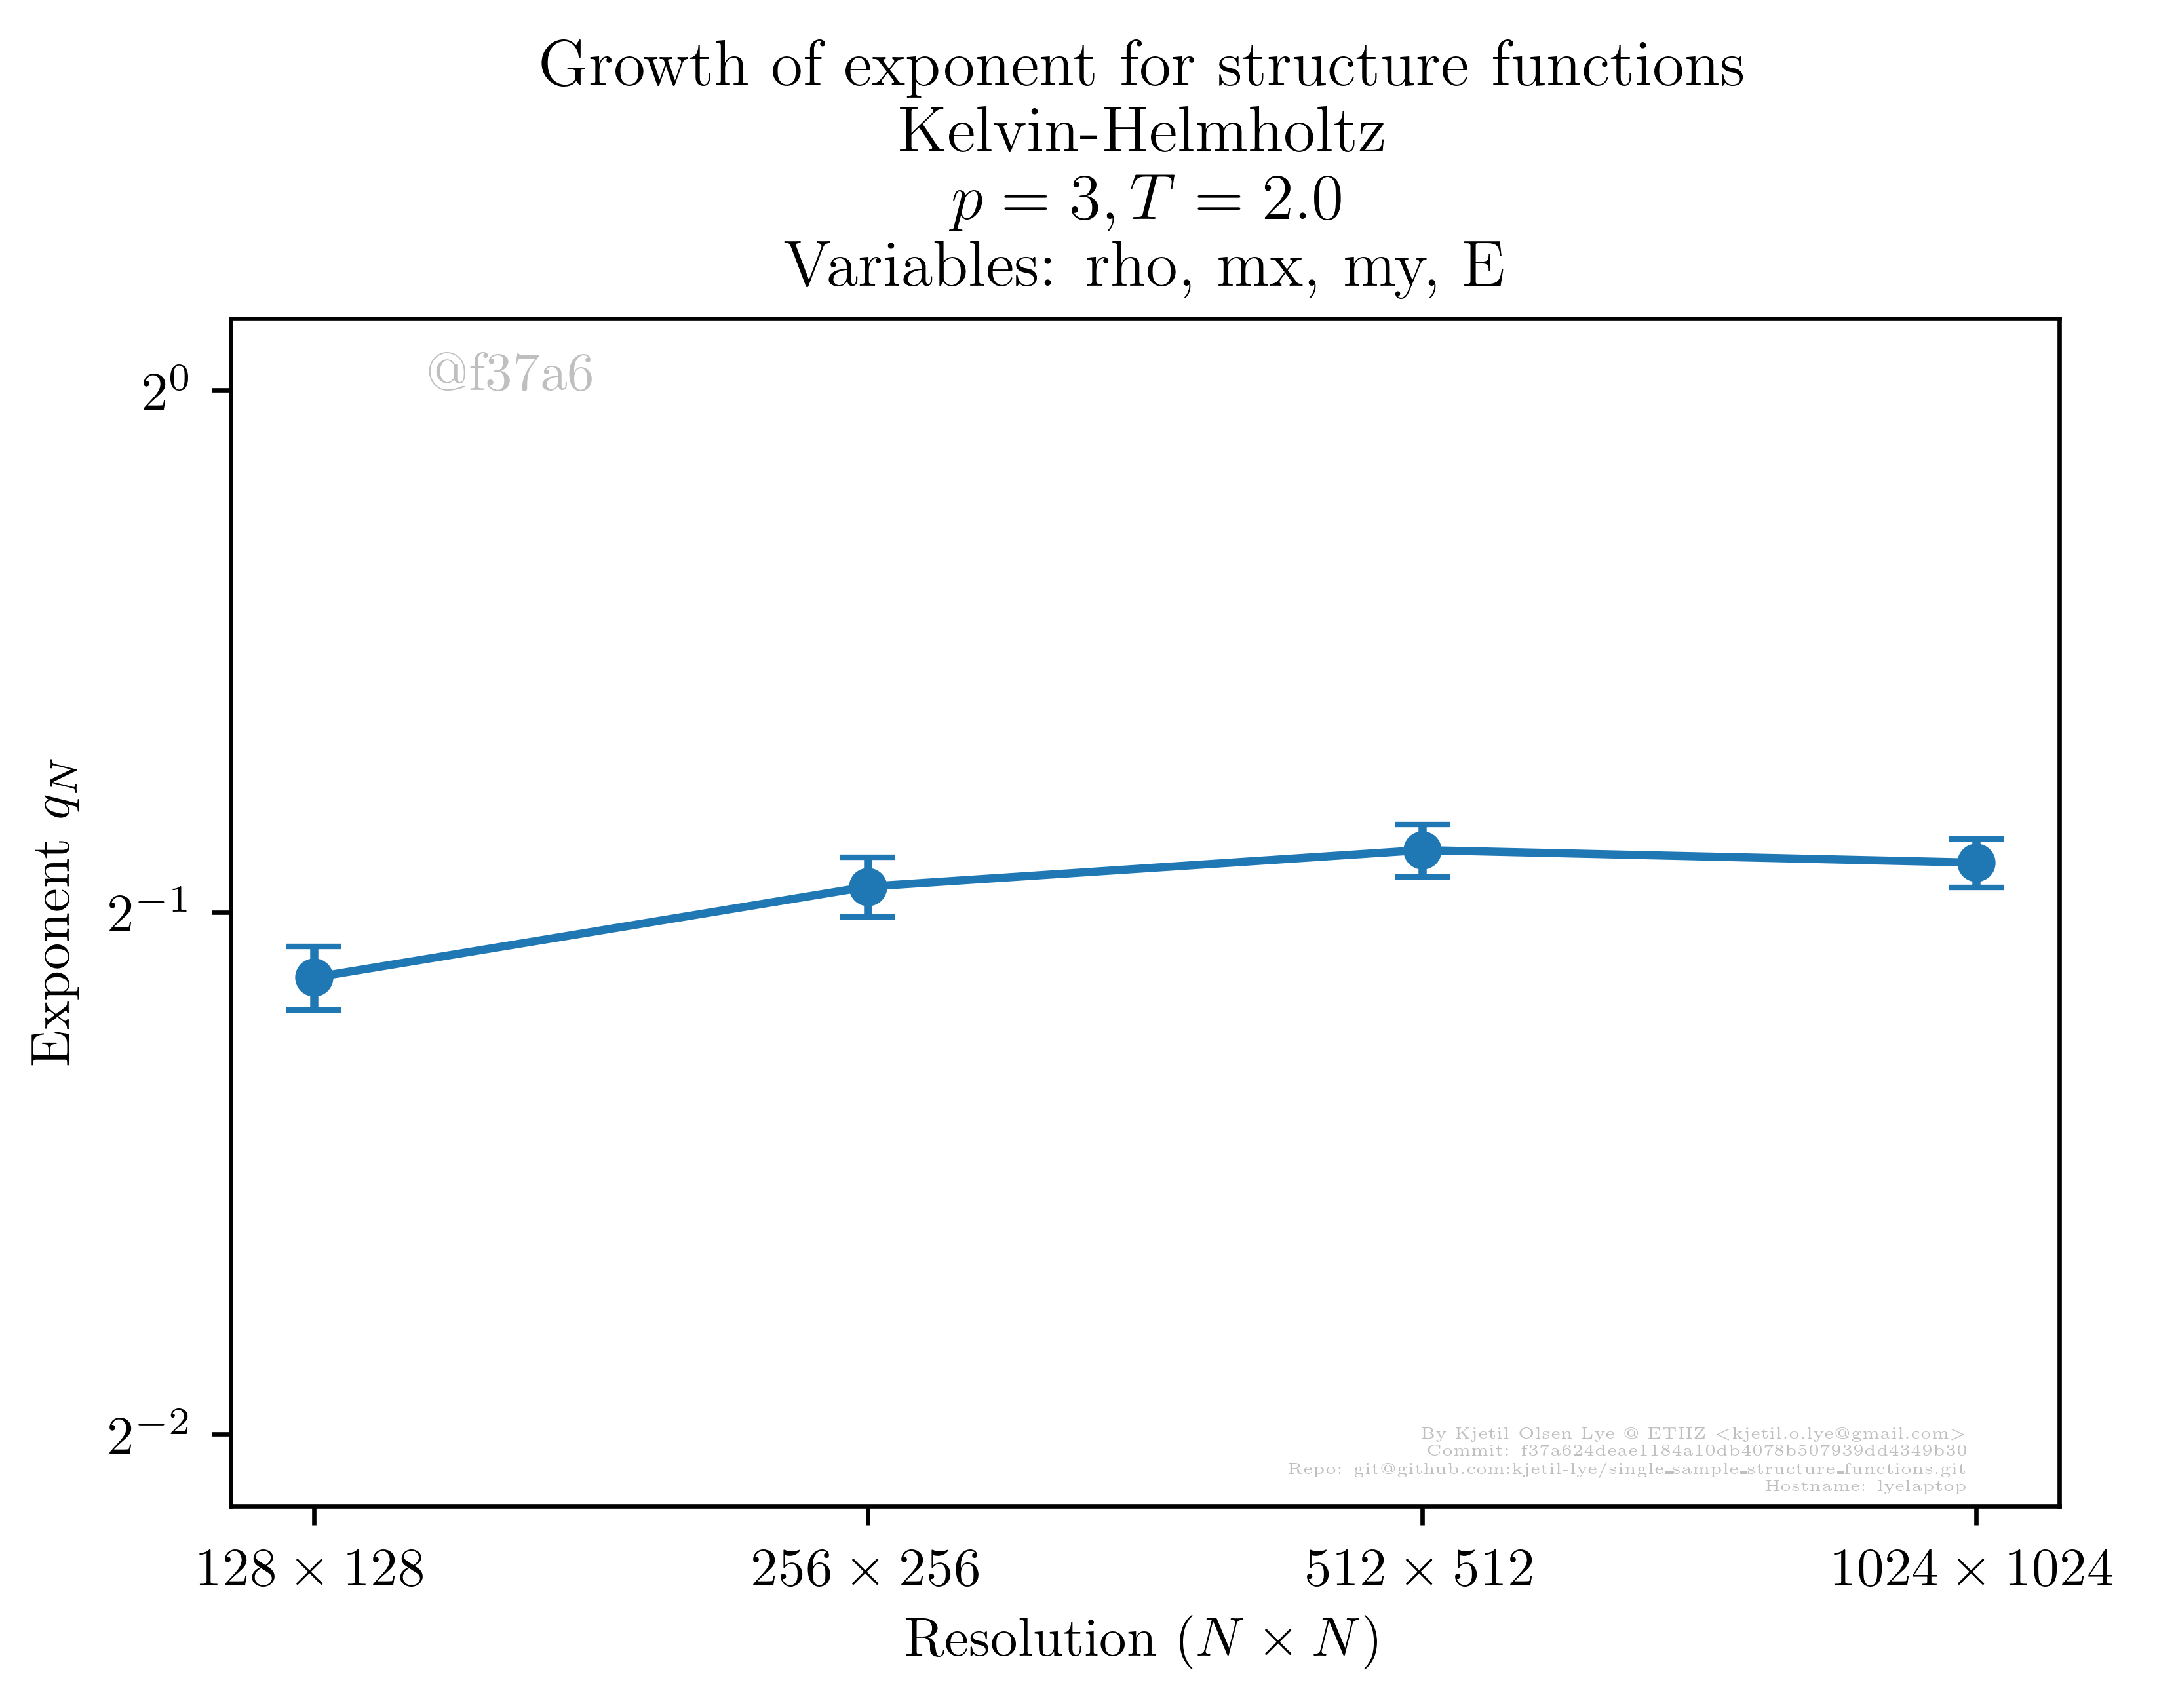 Growth of exponent for structure functions
Kelvin-Helmholtz
p = 3, T = 2.0
Variables: rho, mx, my, E
@f37a6
2⁰
2⁻¹
2⁻²
Exponent q_N
By Kjetil Olsen Lye @ ETHZ <kjetil.o.lye@gmail.com>
Commit: f37a624deae1184a10db4078b507939dd4349b30
Repo: git@github.com:kjetil-lye/single_sample_structure_functions.git
Hostname: lyelaptop
128 × 128
256 × 256
512 × 512
1024 × 1024
Resolution (N × N)